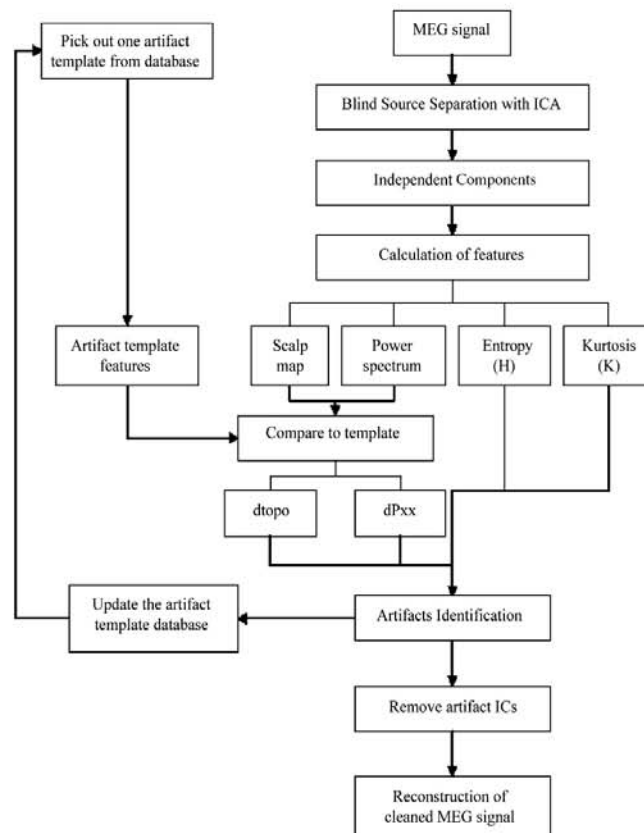 Pick out one artifact
template from database
MEG signal
Blind Source Separation with ICA
Independent Components
Calculation of features
Artifact template
features
Scalp
map
Power
spectrum
Entropy
(H)
Kurtosis
(K)
Compare to template
dtopo
dPxx
Update the artifact
template database
Artifacts Identification
Remove artifact ICs
Reconstruction of
cleaned MEG signal